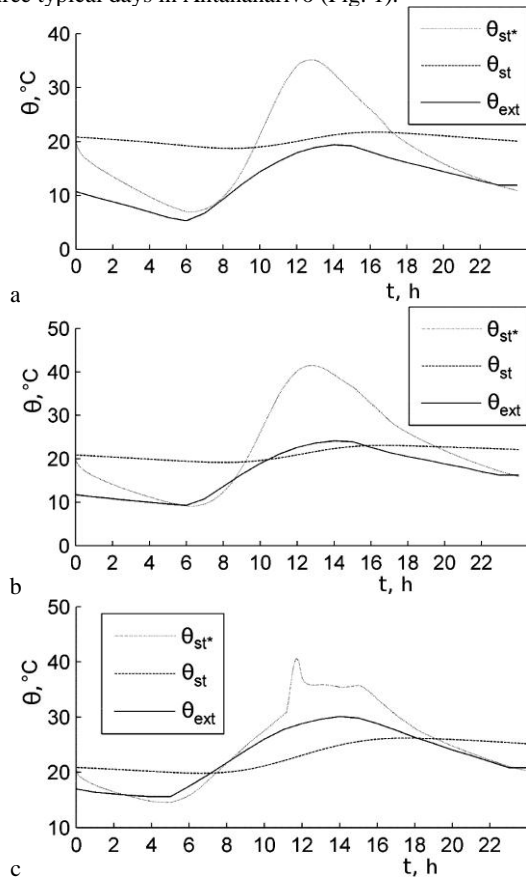 three typical days in Antananarivo (Fig. 1).
θ, °C
40
30
20
10
0
0 2 4 6 8 10 12 14 16 18 20 22
t, h
θst*
θst
θext
a
θ, °C
50
40
30
20
10
0
0 2 4 6 8 10 12 14 16 18 20 22
t, h
θst*
θst
θext
b
θ, °C
50
40
30
20
10
0 2 4 6 8 10 12 14 16 18 20 22
t, h
θst*
θst
θext
c